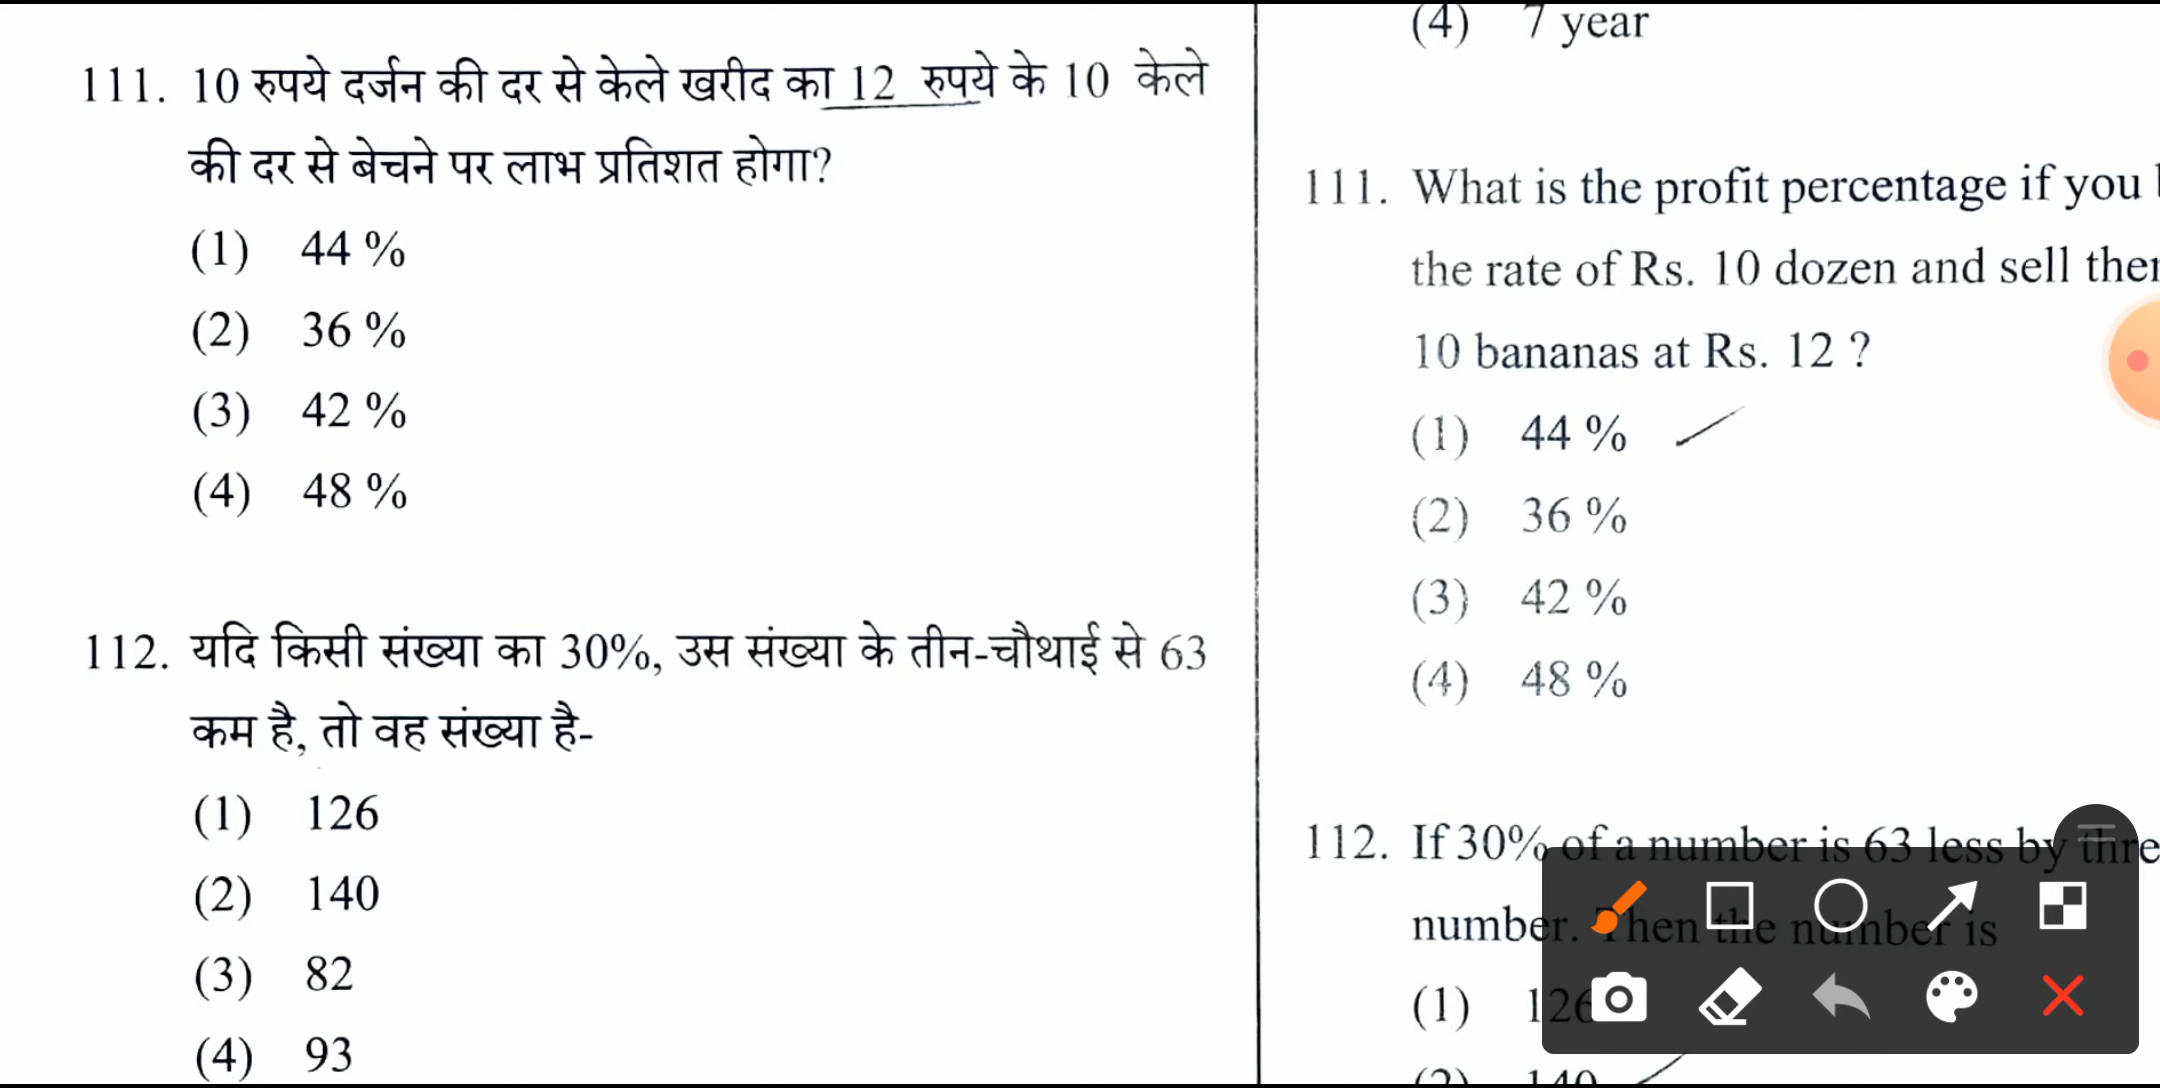 111. 10 रुपये दर्जन की दर से केले खरीद का 12 रुपये के 10 केले
की दर से बेचने पर लाभ प्रतिशत होगा?
(1) 44 %
(2) 36 %
(3) 42 %
(4) 48 %
112. यदि किसी संख्या का 30%, उस संख्या के तीन-चौथाई से 63
कम है, तो वह संख्या है-
(1) 126
(2) 140
(3) 82
(4) 93
(4) 7 year
111. What is the profit percentage if you
the rate of Rs. 10 dozen and sell
10 bananas at Rs. 12 ?
(1) 44 %
(2) 36 %
(3) 42 %
(4) 48 %
112. If 30% of a number is 63 less by
number. Then the number is
(1) 126
(2) 140